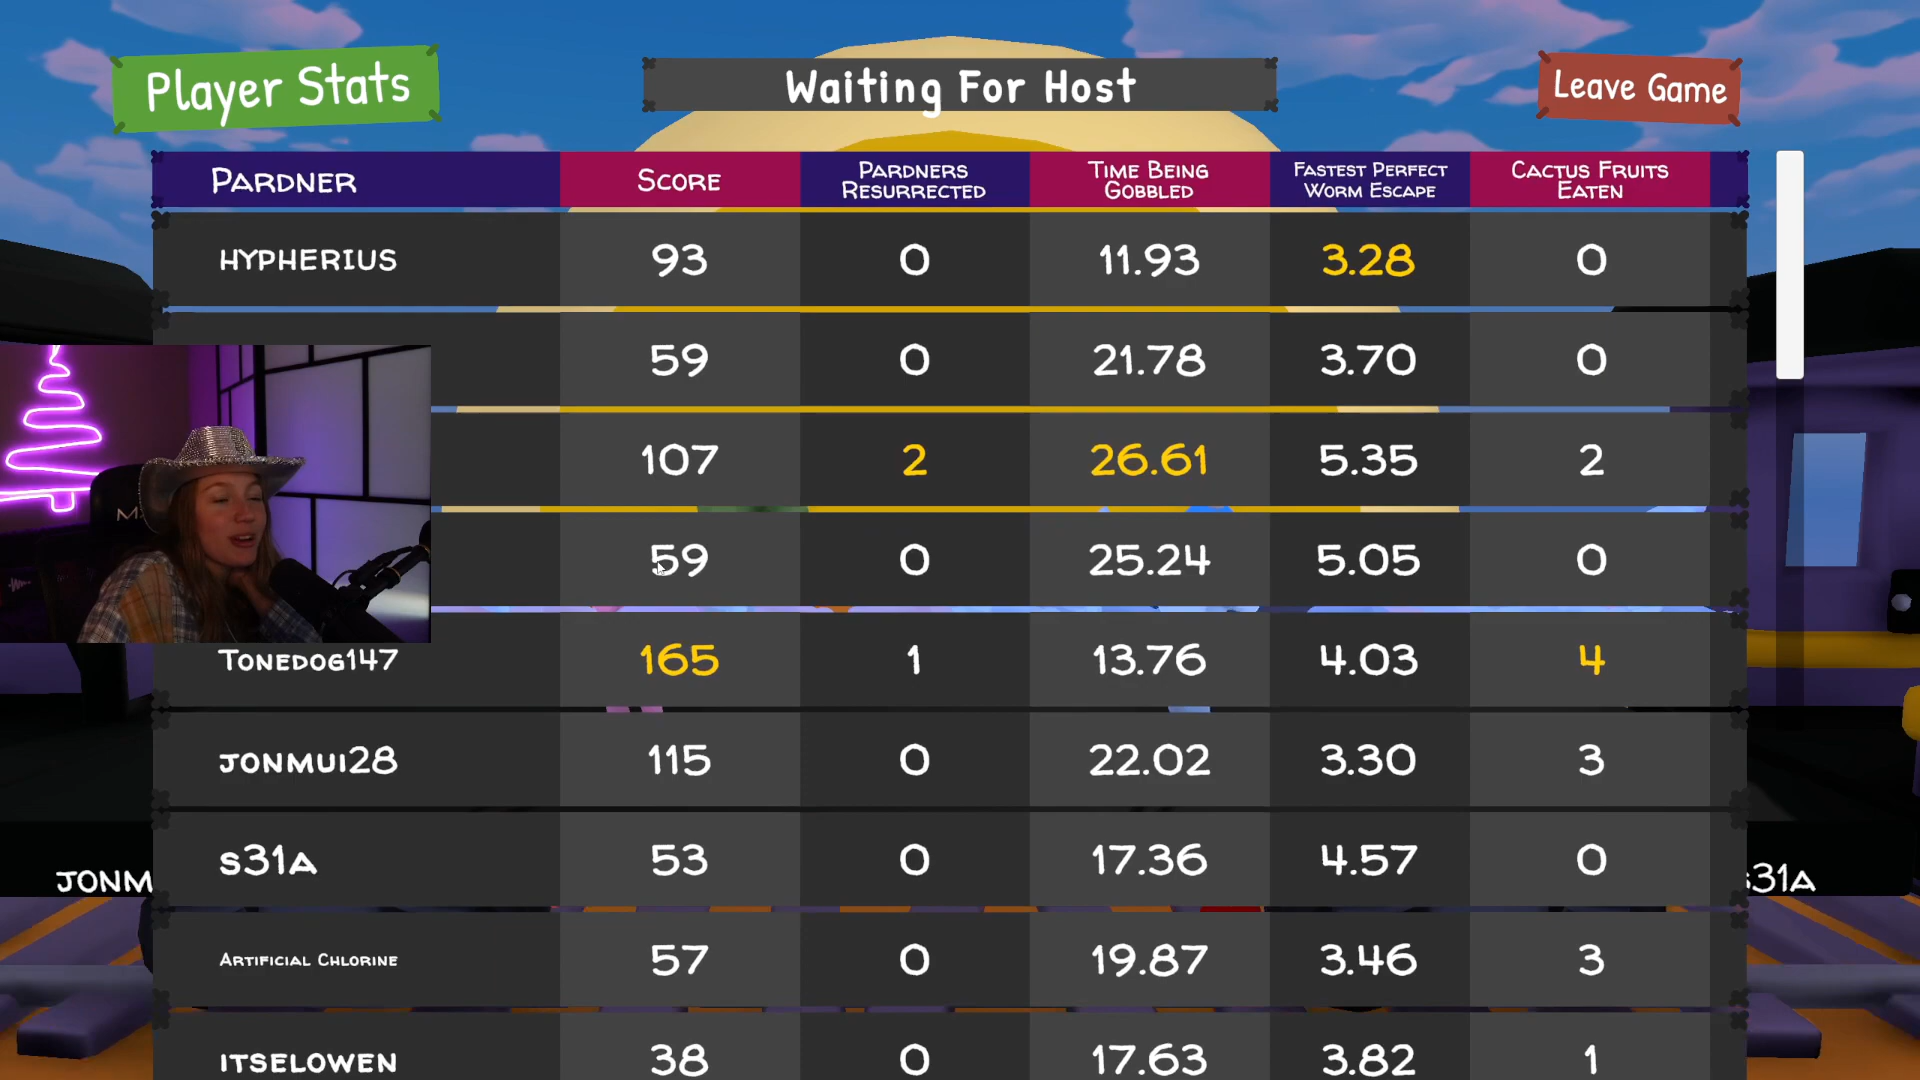 Player Stats
Waiting For Host
Leave Game
PARDNER
SCORE
PARDNERS RESURRECTED
TIME BEING GOBBLED
FASTEST PERFECT WORM ESCAPE
CACTUS FRUITS EATEN
HYPHERIUS 93 0 11.93 3.28 0
59 0 21.78 3.70 0
107 2 26.61 5.35 2
59 0 25.24 5.05 0
TONEDOG147 165 1 13.76 4.03 4
JONMUI28 115 0 22.02 3.30 3
S31A 53 0 17.36 4.57 0
ARTIFICIAL CHLORINE 57 0 19.87 3.46 3
ITSELOWEN 38 0 17.63 3.82 1
JONM
S31A